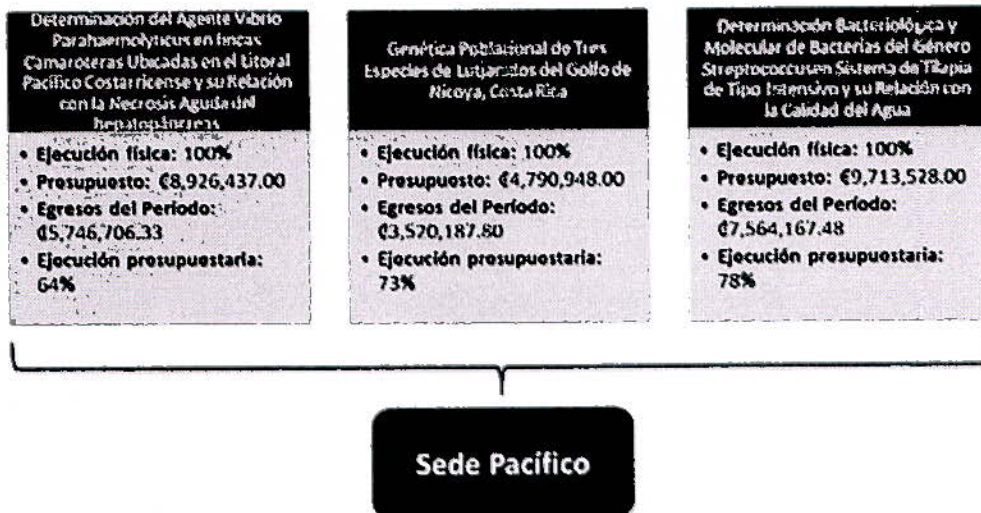 Determinación del Agente Vibrio
Parahaemolyticus en fincas
Camaroneras Ubicadas en el Litoral
Pacífico Costarricense y su Relación
con la Necrosis Aguda del
hepatopáncreas
• Ejecución física: 100%
• Presupuesto: ₡8,926,437.00
• Egresos del Período:
₡5,746,706.33
• Ejecución presupuestaria:
64%
Genética Poblacional de Tres
Especies de Lutjanidos del Golfo de
Nicoya, Costa Rica
• Ejecución física: 100%
• Presupuesto: ₡4,790,948.00
• Egresos del Período:
₡3,520,187.80
• Ejecución presupuestaria:
73%
Determinación Bacteriológica y
Molecular de Bacterias del Género
Streptococcus en Sistema de Tilapia
de Tipo Intensivo y su Relación con
la Calidad del Agua
• Ejecución física: 100%
• Presupuesto: ₡9,713,528.00
• Egresos del Período:
₡7,564,167.48
• Ejecución presupuestaria:
78%
Sede Pacífico